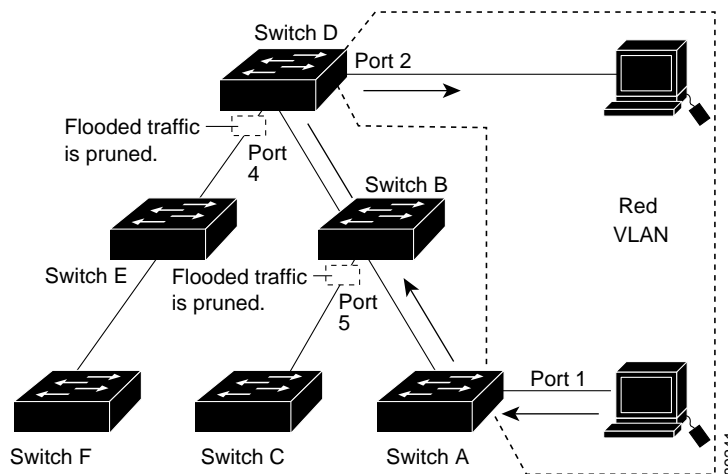 Switch D
Port 2
Flooded traffic
is pruned.
Port
4
Switch B
Red
VLAN
Switch E
Flooded traffic
is pruned.
Port
5
Port 1
Switch F
Switch C
Switch A